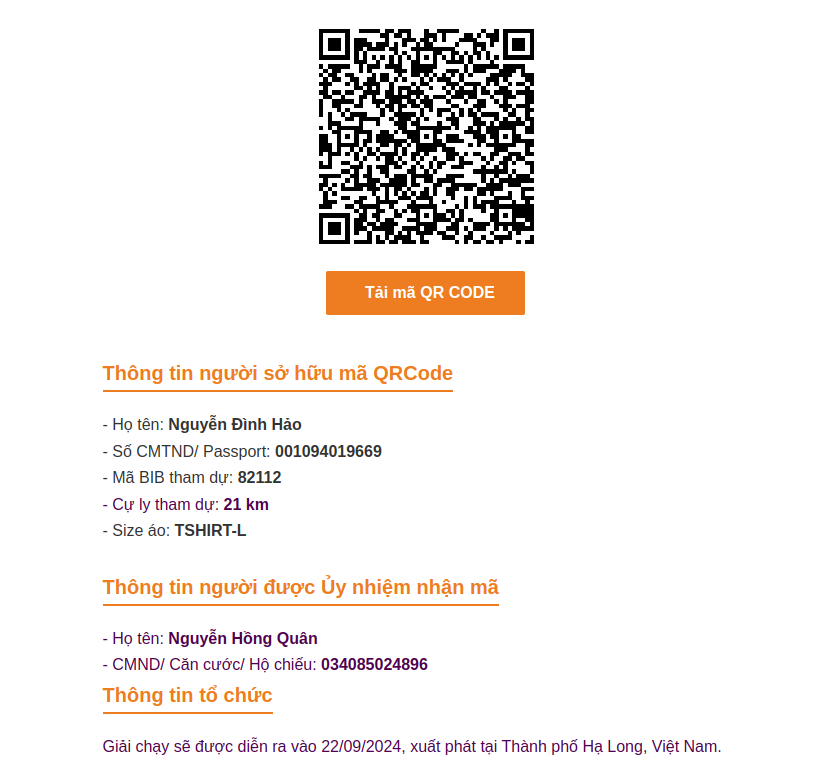 Tải mã QR CODE
Thông tin người sở hữu mã QRCode
- Họ tên: Nguyễn Đình Hảo
- Số CMTND/ Passport: 001094019669
- Mã BIB tham dự: 82112
- Cự ly tham dự: 21 km
- Size áo: TSHIRT-L
Thông tin người được Ủy nhiệm nhận mã
- Họ tên: Nguyễn Hồng Quân
- CMND/ Căn cước/ Hộ chiếu: 034085024896
Thông tin tổ chức
Giải chạy sẽ được diễn ra vào 22/09/2024, xuất phát tại Thành phố Hạ Long, Việt Nam.